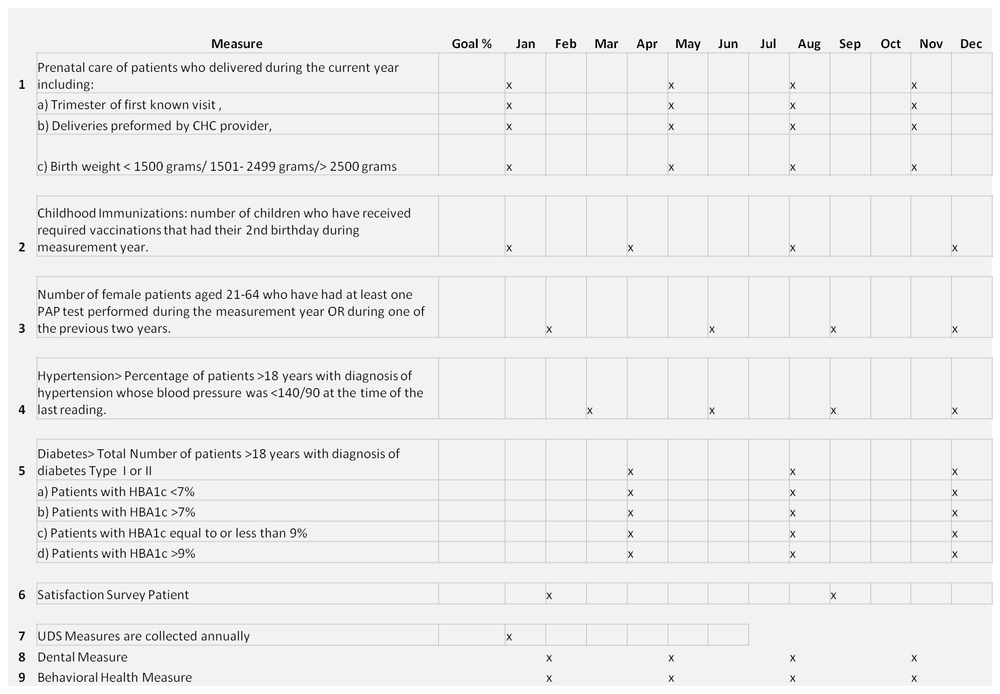 Measure Goal % Jan Feb Mar Apr May Jun Jul Aug Sep Oct Nov Dec
Prenatal care of patients who delivered during the current year
1 including: x x x x
a) Trimester of first known visit , x x x x
b) Deliveries preformed by CHC provider, x x x x
c) Birth weight < 1500 grams/ 1501- 2499 grams/> 2500 grams x x x x
Childhood Immunizations: number of children who have received
required vaccinations that had their 2nd birthday during
2 measurement year. x x x x
Number of female patients aged 21-64 who have had at least one
PAP test performed during the measurement year OR during one of
3 the previous two years. x x x x
Hypertension> Percentage of patients >18 years with diagnosis of
hypertension whose blood pressure was <140/90 at the time of the
4 last reading. x x x x
Diabetes> Total Number of patients >18 years with diagnosis of
5 diabetes Type I or II x x x
a) Patients with HBA1c <7% x x x
b) Patients with HBA1c >7% x x x
c) Patients with HBA1c equal to or less than 9% x x x
d) Patients with HBA1c >9% x x x
6 Satisfaction Survey Patient x x
7 UDS Measures are collected annually x
8 Dental Measure x x x x
9 Behavioral Health Measure x x x x